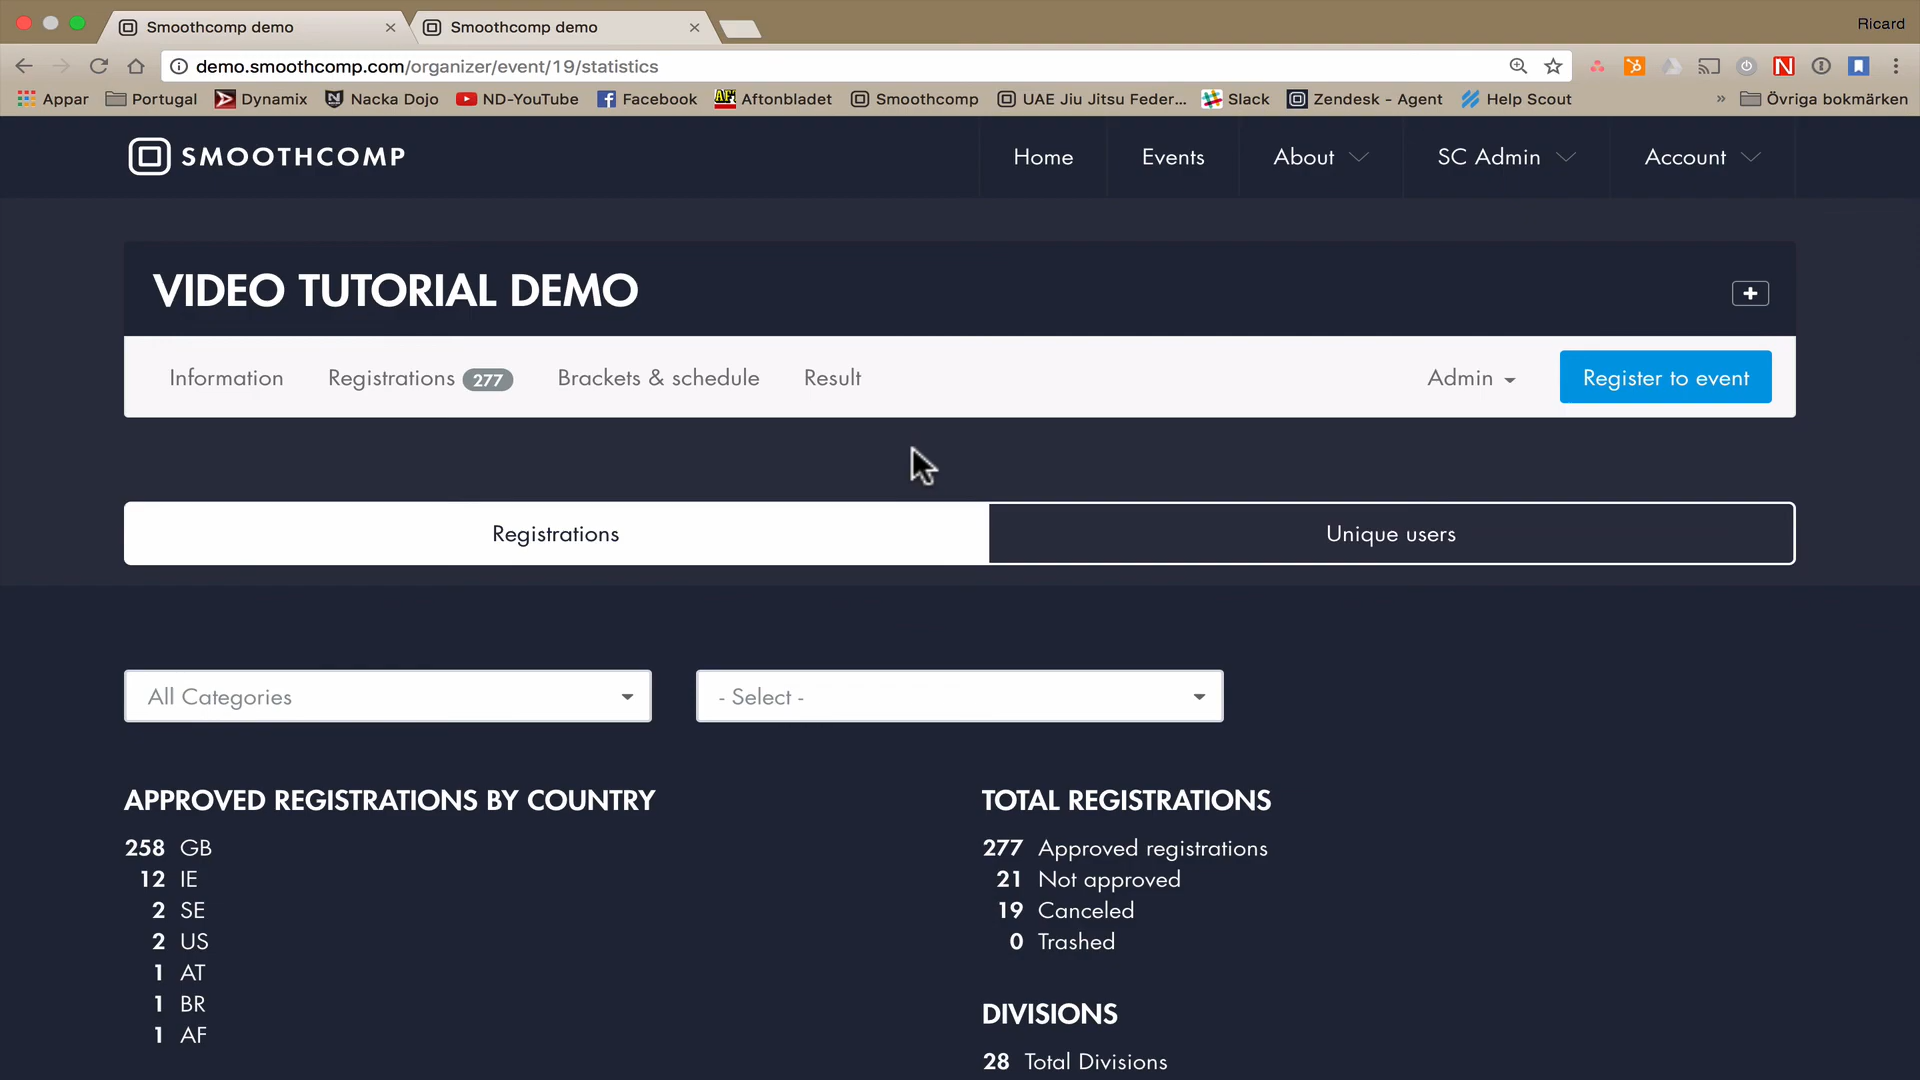 Smoothcomp demo
Smoothcomp demo
Ricard
demo.smoothcomp.com/organizer/event/19/statistics
Appar
Portugal
Dynamix
Nacka Dojo
ND-YouTube
Facebook
Aftonbladet
Smoothcomp
UAE Jiu Jitsu Feder...
Slack
Zendesk - Agent
Help Scout
»
Övriga bokmärken
SMOOTHCOMP
Home
Events
About
SC Admin
Account
VIDEO TUTORIAL DEMO
Information
Registrations 277
Brackets & schedule
Result
Admin
Register to event
Registrations
Unique users
All Categories
- Select -
APPROVED REGISTRATIONS BY COUNTRY
258 GB
12 IE
2 SE
2 US
1 AT
1 BR
1 AF
TOTAL REGISTRATIONS
277 Approved registrations
21 Not approved
19 Canceled
0 Trashed
DIVISIONS
28 Total Divisions